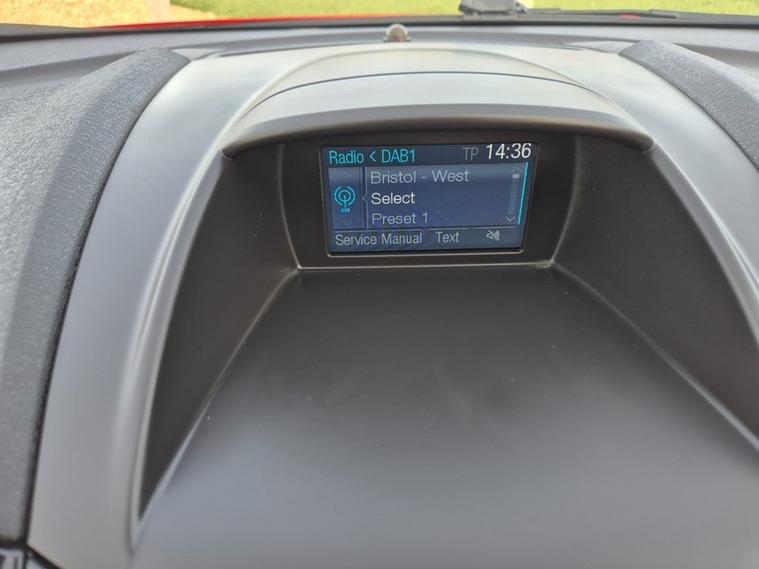 Radio < DAB1 TP 14:36
Bristol - West
Select
Preset 1
Service Manual Text